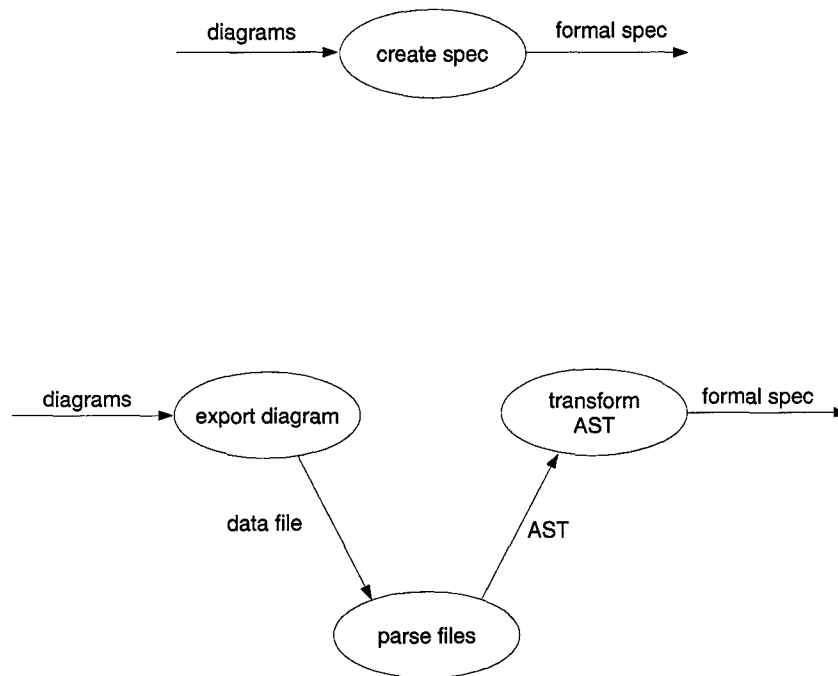 diagrams
create spec
formal spec
diagrams
export diagram
transform
AST
formal spec
data file
AST
parse files